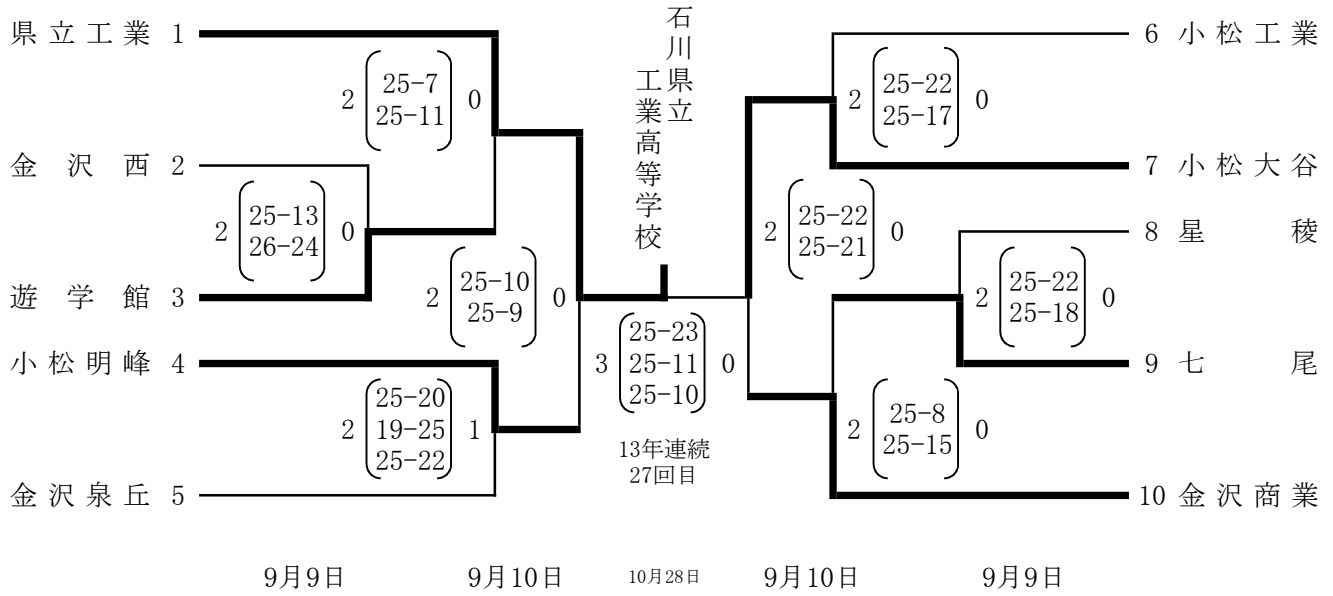 県立工業 1
2 25-7 0
25-11
金沢西 2
2 25-13 0
26-24
遊学館 3
2 25-10 0
25-9
小松明峰 4
2 25-20 1
19-25
25-22
金沢泉丘 5
石川県立
工業高等学校
3 25-23 0
25-11
25-10
13年連続
27回目
6 小松工業
2 25-22 0
25-17
7 小松大谷
2 25-22 0
25-21
8 星稜
2 25-22 0
25-18
9 七尾
2 25-8 0
25-15
10 金沢商業
9月9日 9月10日 10月28日 9月10日 9月9日